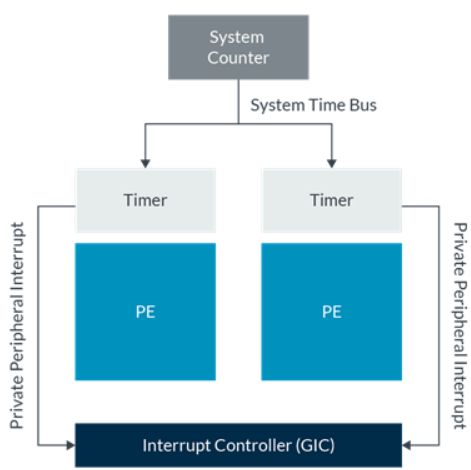 System
Counter
System Time Bus
Timer
Timer
Private Peripheral Interrupt
Private Peripheral Interrupt
PE
PE
Interrupt Controller (GIC)